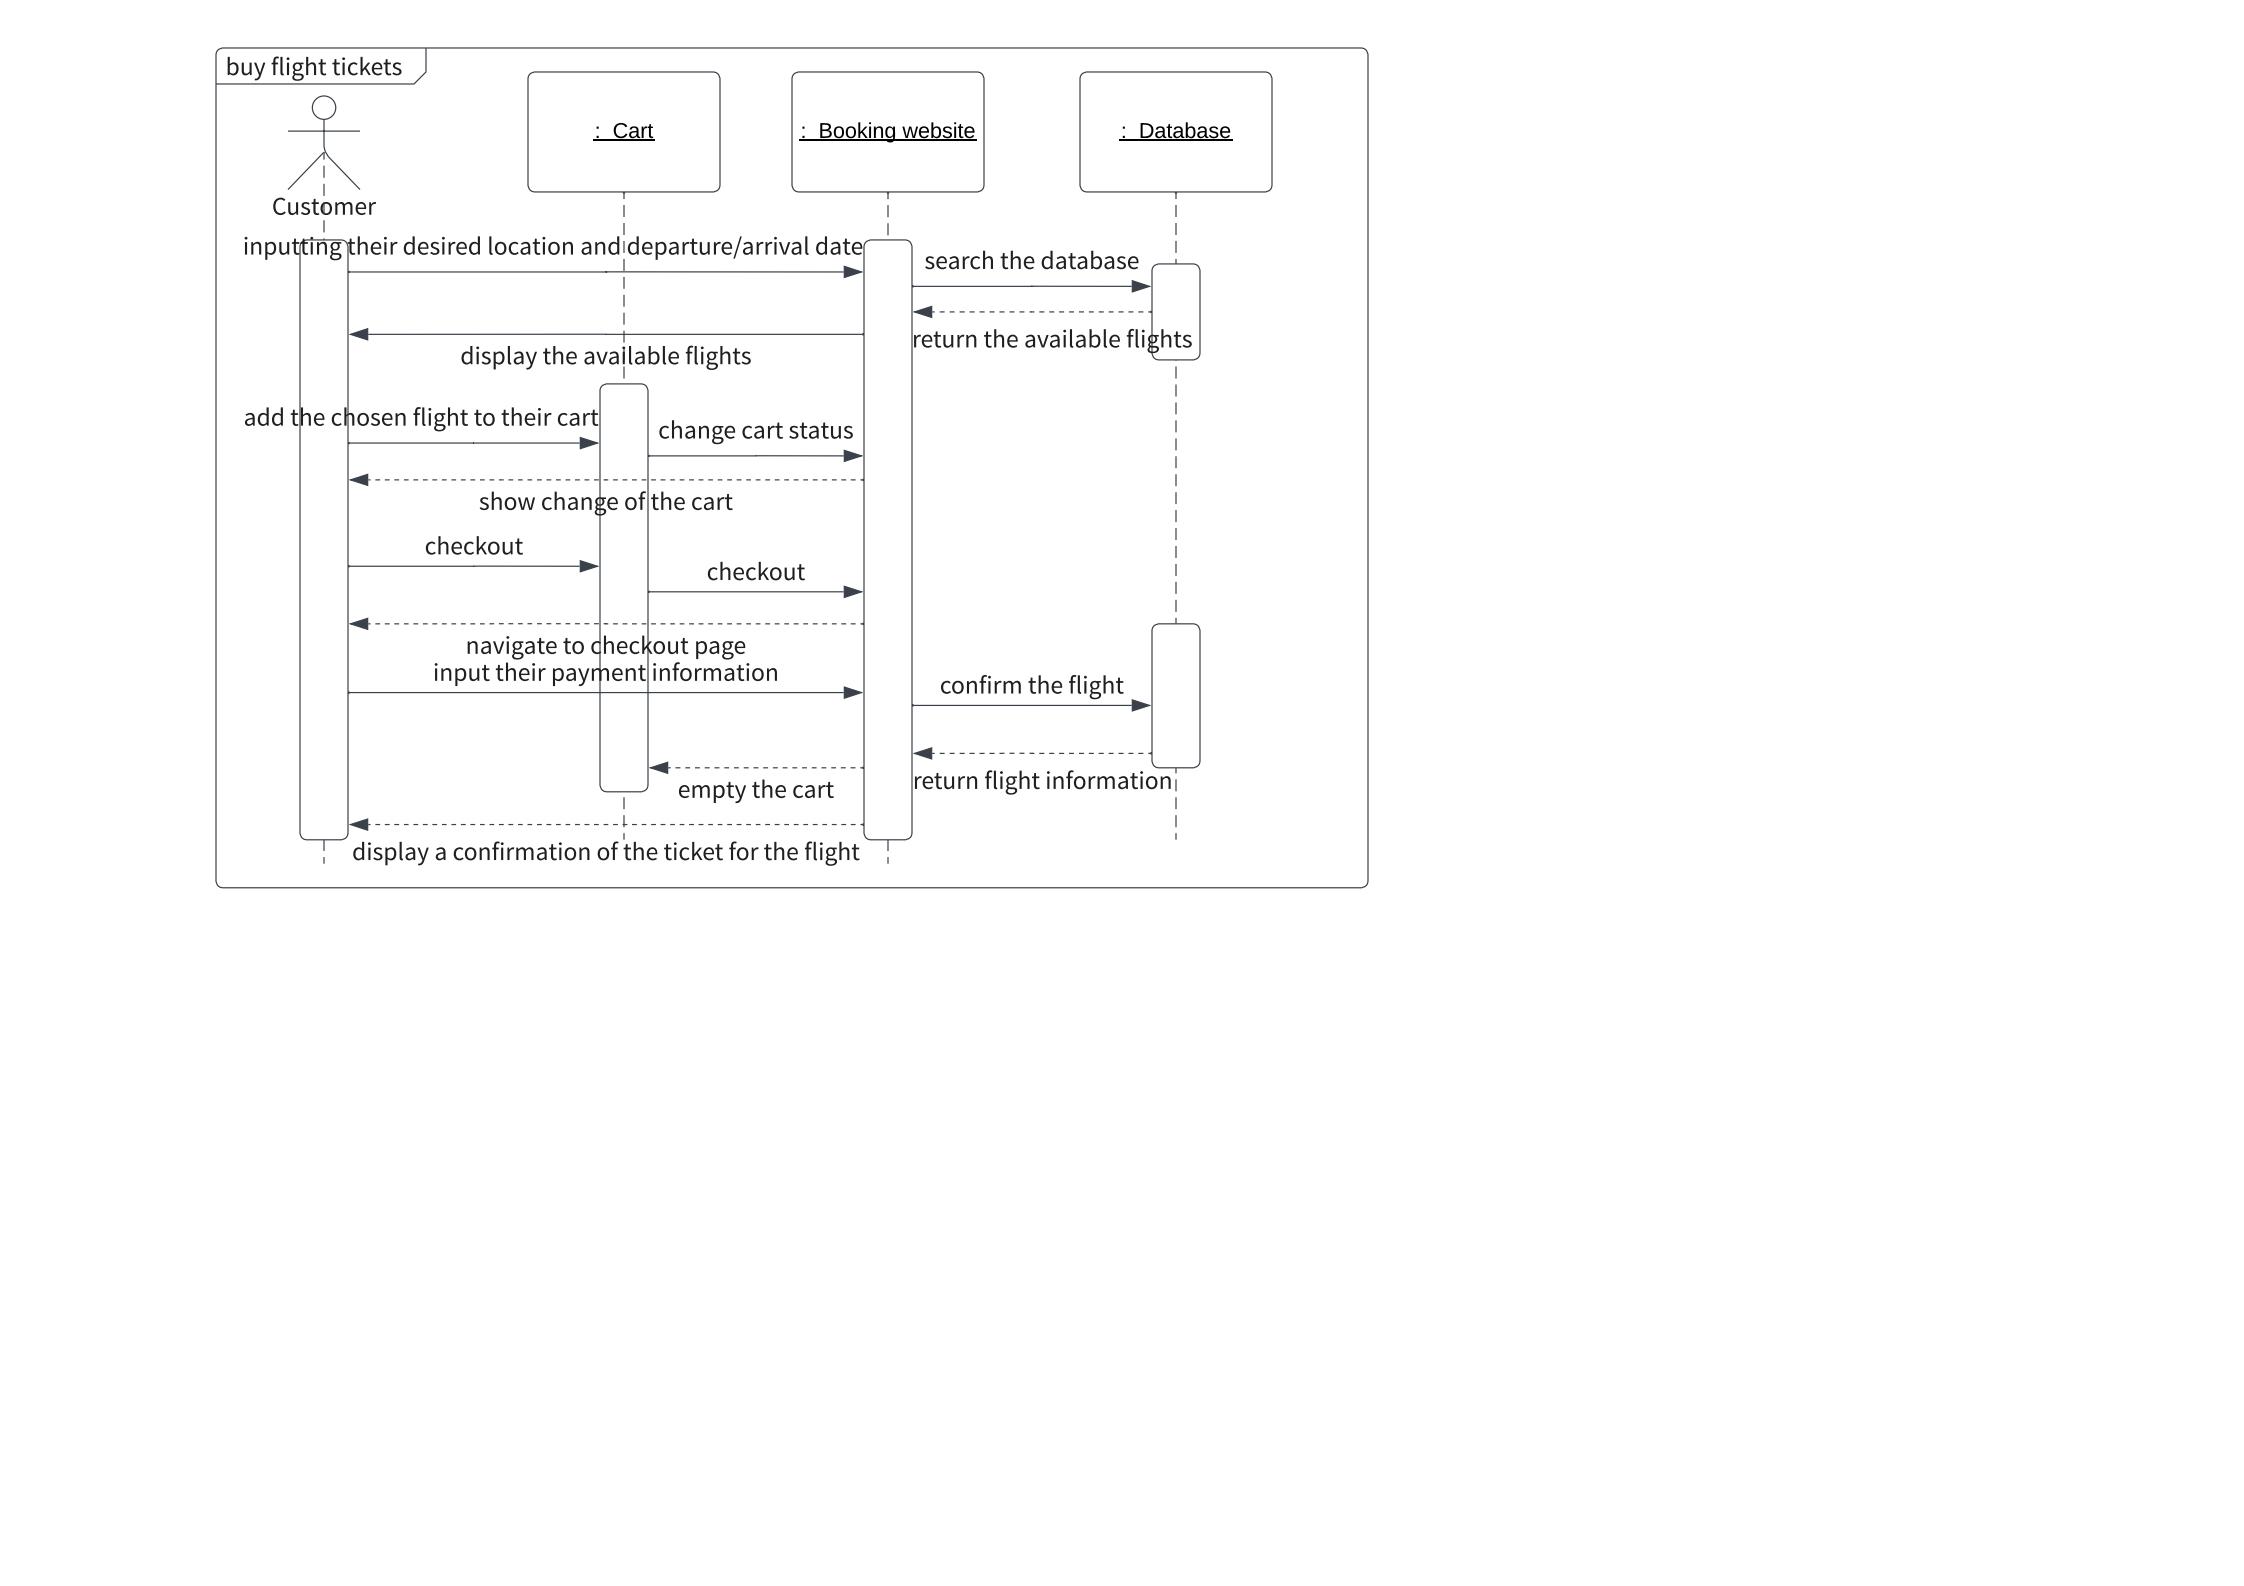 buy flight tickets
:  Cart
:  Booking website
:  Database
Customer
inputting their desired location and departure/arrival date
search the database
return the available flights
display the available flights
add the chosen flight to their cart
change cart status
show change of the cart
checkout
checkout
navigate to checkout page
input their payment information
confirm the flight
return flight information
empty the cart
display a confirmation of the ticket for the flight